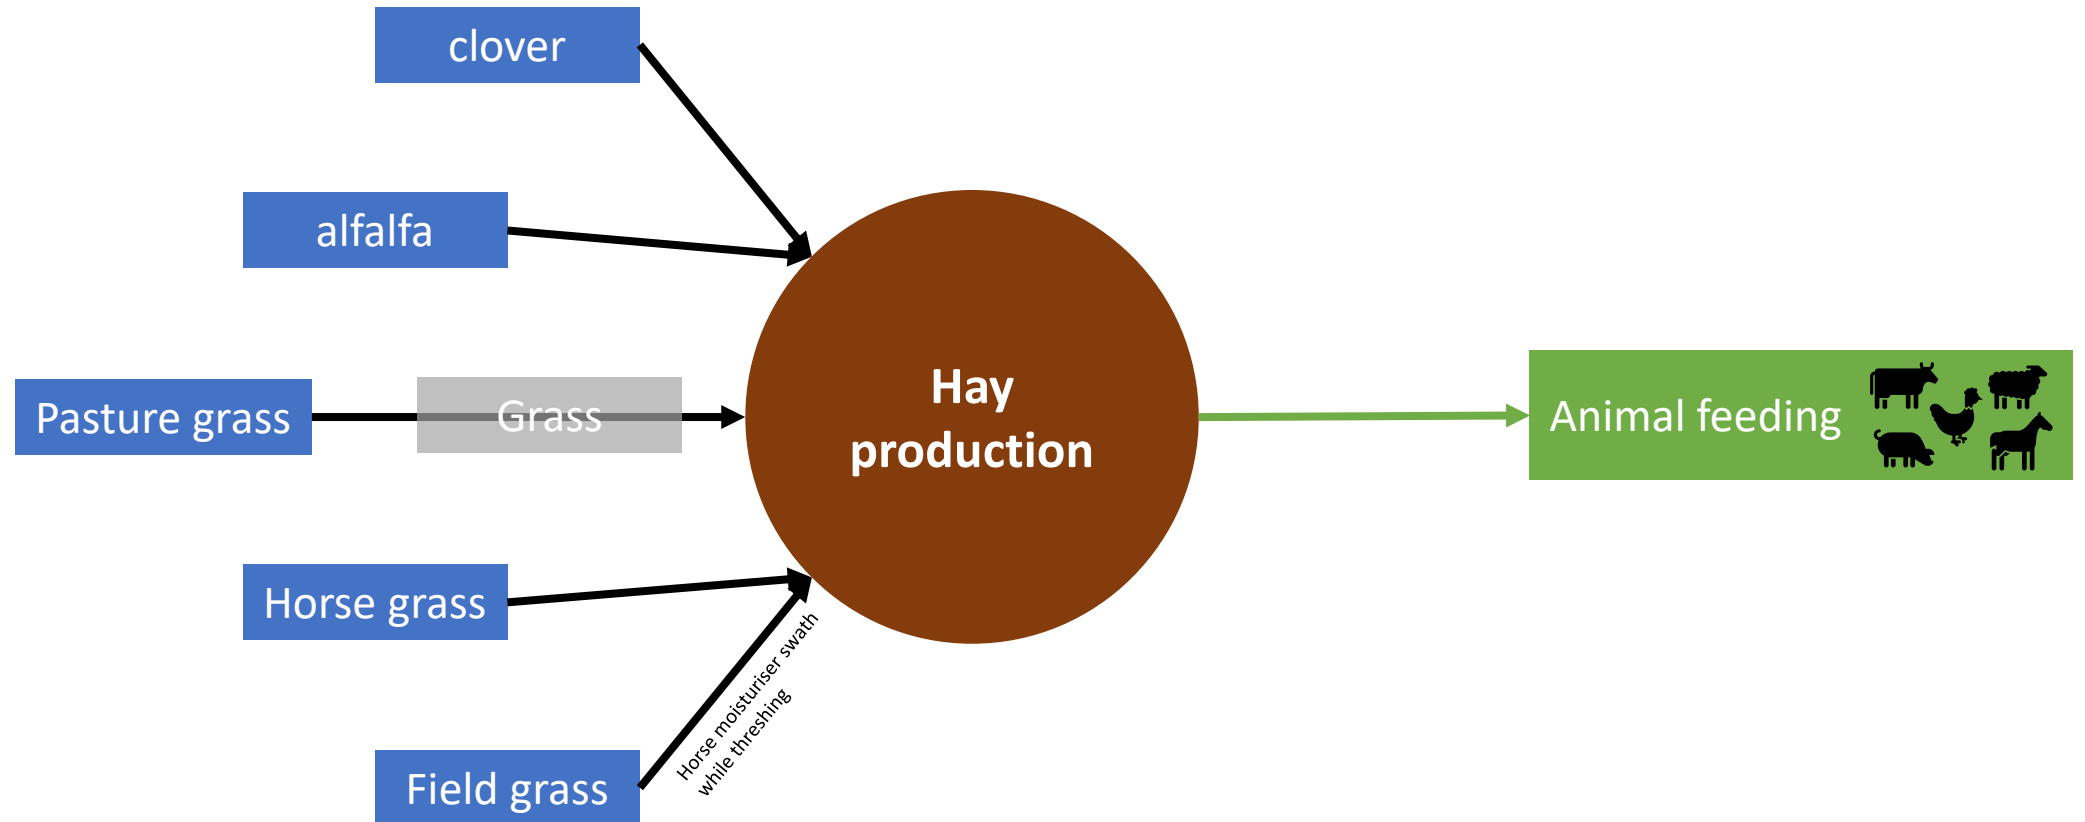 clover
alfalfa
Pasture grass
Grass
Hay
production
Animal feeding
Horse grass
Horse moisturiser swath
while threshing
Field grass